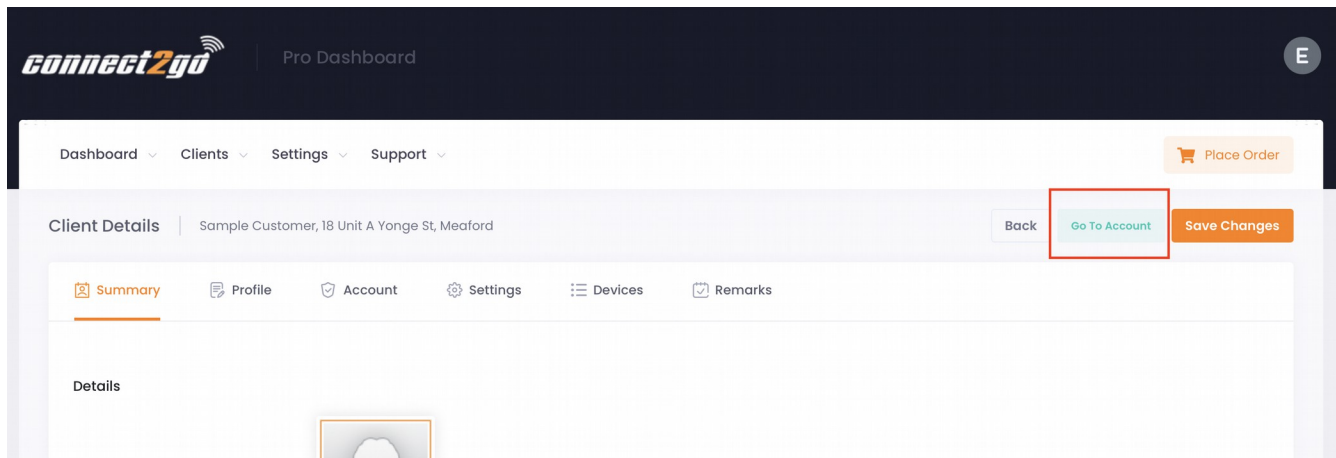 connect2go Pro Dashboard E
Dashboard Clients Settings Support Place Order
Client Details Sample Customer, 18 Unit A Yonge St, Meaford Back Go To Account Save Changes
Summary Profile Account Settings Devices Remarks
Details